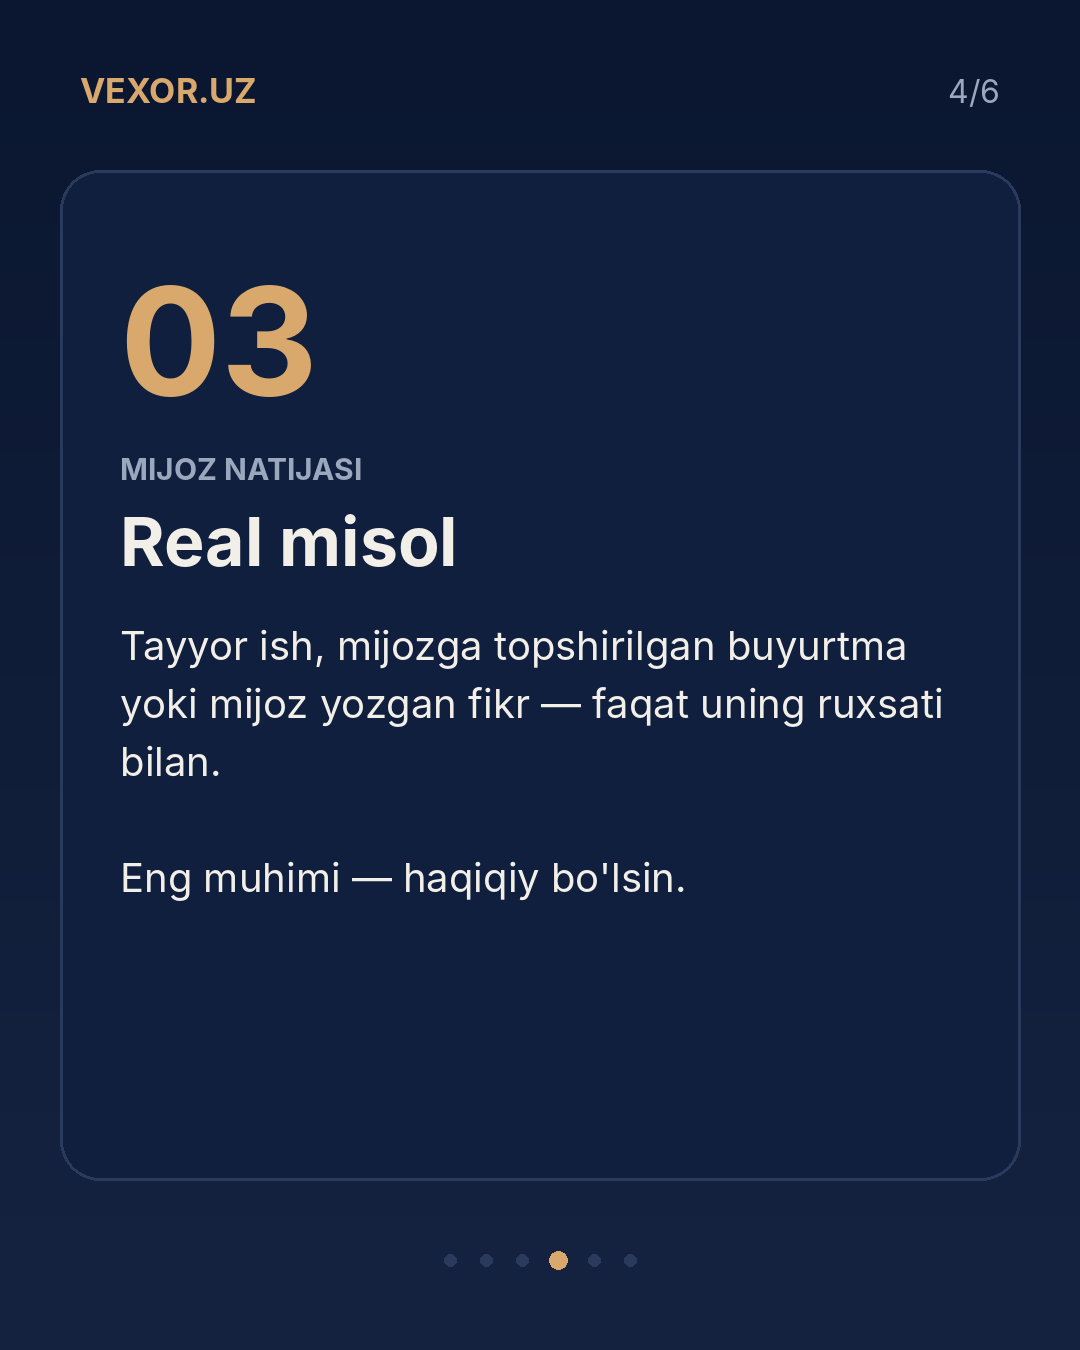 VEXOR.UZ
4/6
03
MIJOZ NATIJASI
Real misol
Tayyor ish, mijozga topshirilgan buyurtma
yoki mijoz yozgan fikr — faqat uning ruxsati
bilan.
Eng muhimi — haqiqiy bo'lsin.